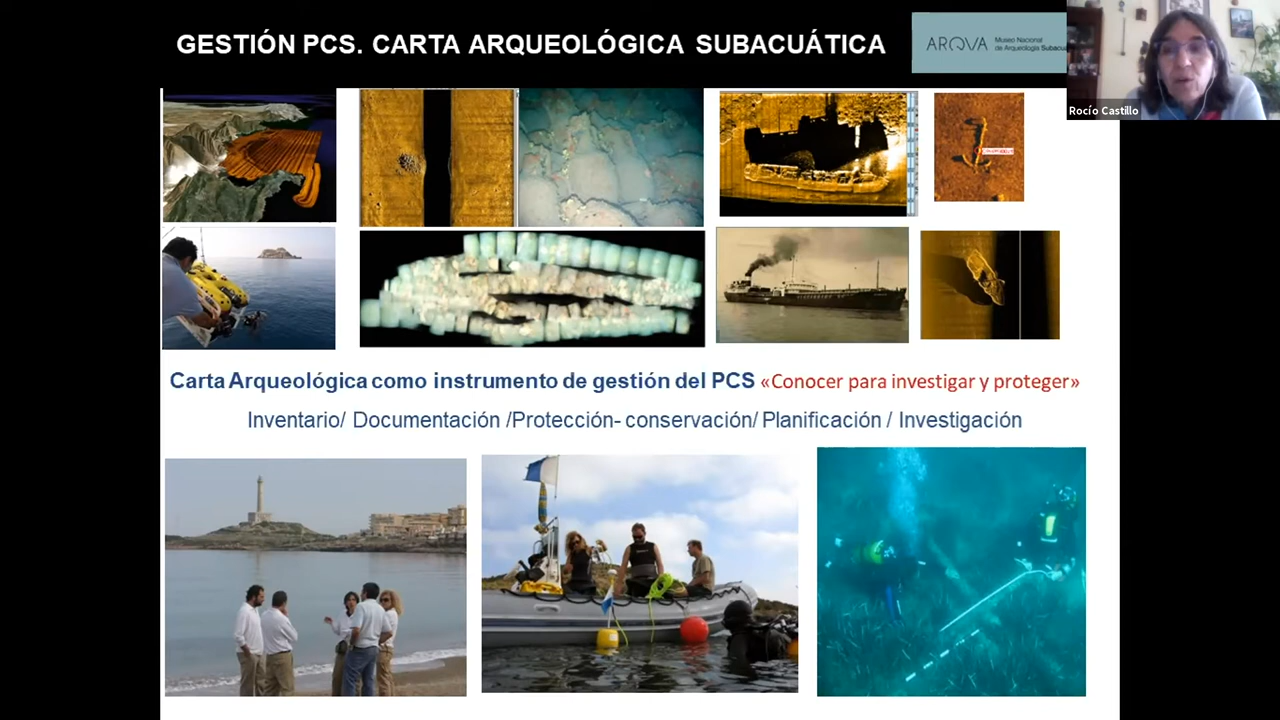 GESTIÓN PCS. CARTA ARQUEOLÓGICA SUBACUÁTICA
ARQVA
Museo Nacional
de Arqueología Subacuá
Rocío Castillo
Carta Arqueológica como instrumento de gestión del PCS «Conocer para investigar y proteger»
Inventario/ Documentación /Protección- conservación/ Planificación / Investigación